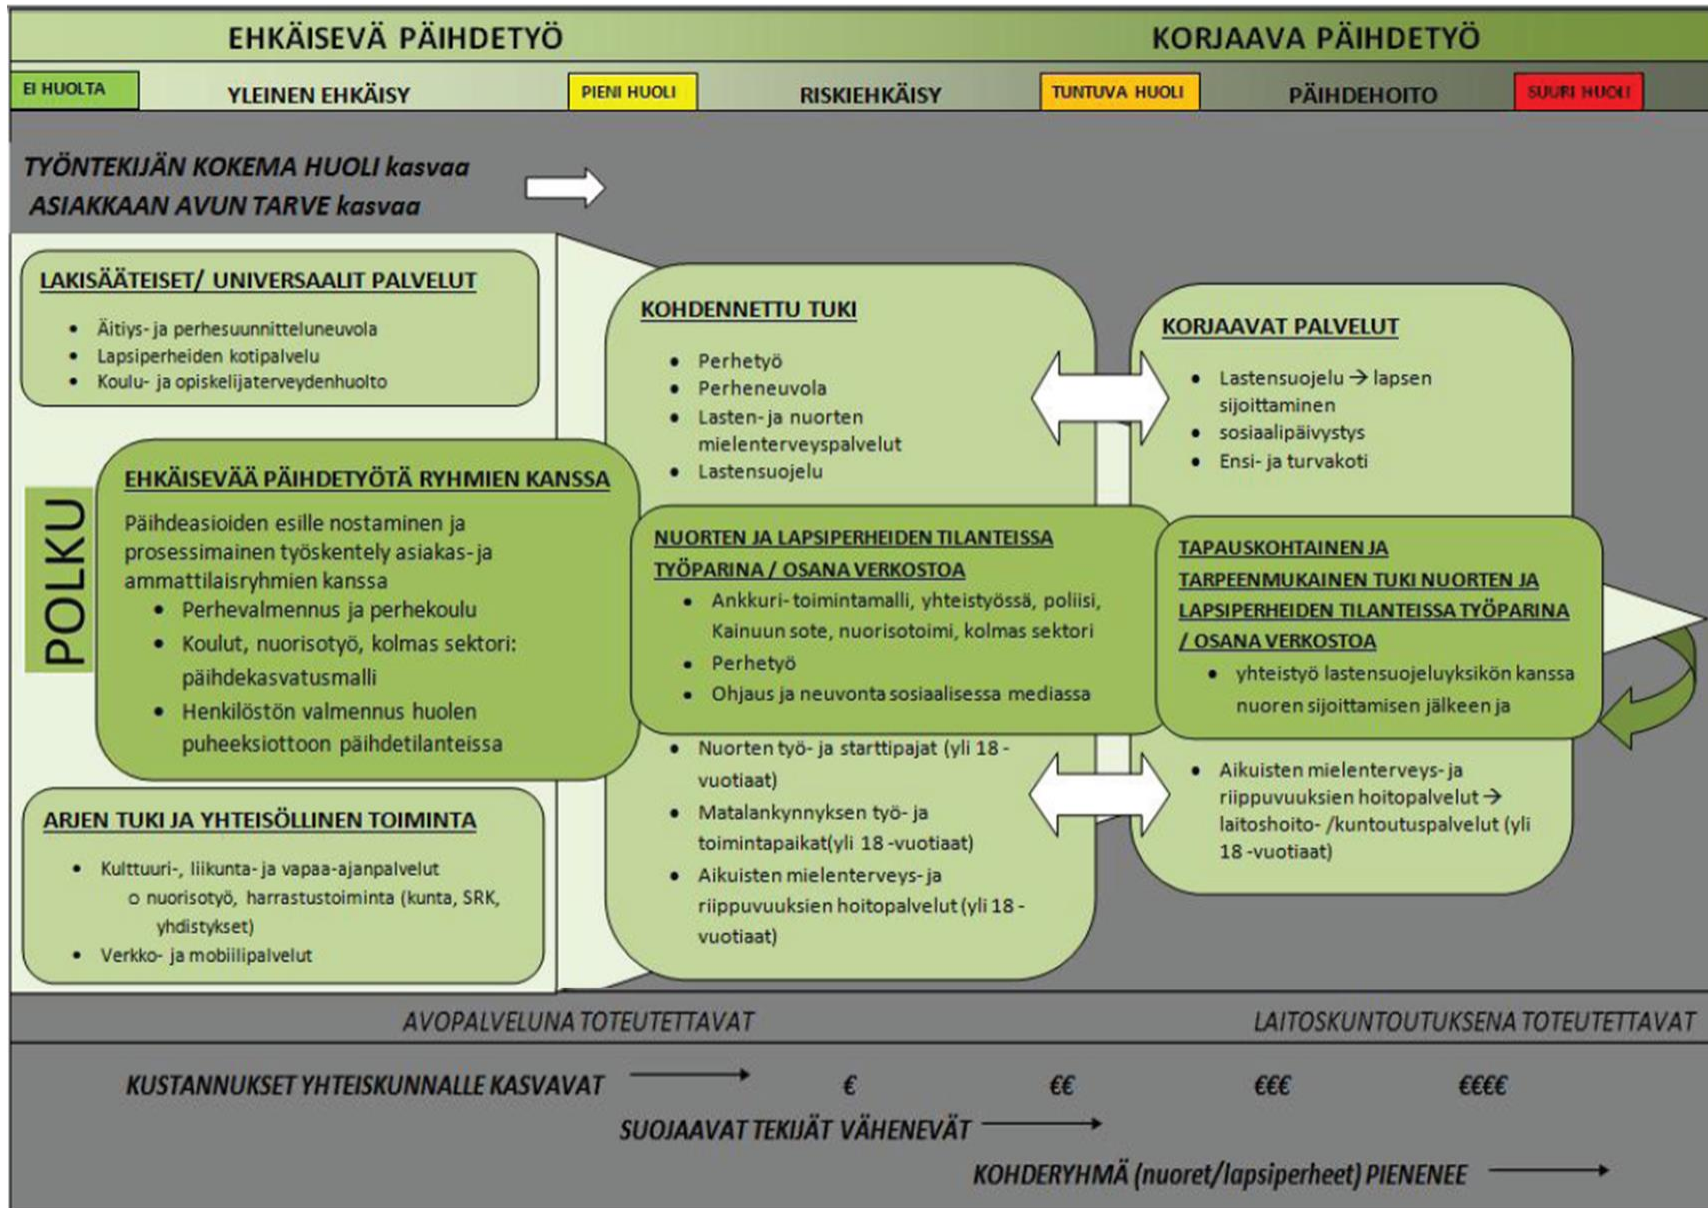 EHKÄISEVÄ PÄIHDETYÖ
KORJAAVA PÄIHDETYÖ
EI HUOLTA
YLEINEN EHKÄISY
PIENI HUOLI
RISKIEHKÄISY
TUNTUVA HUOLI
PÄIHDEHOITO
SUURI HUOLI
TYÖNTEKIJÄN KOKEMA HUOLI kasvaa
ASIAKKAAN AVUN TARVE kasvaa
LAKISÄÄTEISET/ UNIVERSAALIT PALVELUT
• Äitiys- ja perhesuunnitteluneuvola
• Lapsiperheiden kotipalvelu
• Koulu- ja opiskelijaterveydenhuolto
POLKU
EHKÄISEVÄÄ PÄIHDETYÖTÄ RYHMIEN KANSSA
Päihdeasioiden esille nostaminen ja
prosessimainen työskentely asiakas- ja
ammattilaisryhmien kanssa
• Perhevalmennus ja perhekoulu
• Koulut, nuorisotyö, kolmas sektori:
päihdekasvatusmalli
• Henkilöstön valmennus huolen
puheeksiottoon päihdetilanteissa
ARJEN TUKI JA YHTEISÖLLINEN TOIMINTA
• Kulttuuri-, liikunta- ja vapaa-ajanpalvelut
o nuorisotyö, harrastustoiminta (kunta, SRK,
yhdistykset)
• Verkko- ja mobiilipalvelut
KOHDENNETTU TUKI
• Perhetyö
• Perheneuvola
• Lasten- ja nuorten
mielenterveyspalvelut
• Lastensuojelu
NUORTEN JA LAPSIPERHEIDEN TILANTEISSA
TYÖPARINA / OSANA VERKOSTOA
• Ankkuri- toimintamalli, yhteistyössä, poliisi,
Kainuun sote, nuorisotoimi, kolmas sektori
• Perhetyö
• Ohjaus ja neuvonta sosiaalisessa mediassa
• Nuorten työ- ja starttipajat (yli 18 -
vuotiaat)
• Matalankynnyksen työ- ja
toimintapaikat(yli 18 -vuotiaat)
• Aikuisten mielenterveys- ja
riippuvuuksien hoitopalvelut (yli 18 -
vuotiaat)
KORJAAVAT PALVELUT
• Lastensuojelu → lapsen
sijoittaminen
• sosiaalipäivystys
• Ensi- ja turvakoti
TAPAUSKOHTAINEN JA
TARPEENMUKAINEN TUKI NUORTEN JA
LAPSIPERHEIDEN TILANTEISSA TYÖPARINA
/ OSANA VERKOSTOA
• yhteistyö lastensuojeluyksikön kanssa
nuoren sijoittamisen jälkeen ja
• Aikuisten mielenterveys- ja
riippuvuuksien hoitopalvelut →
laitoshoito- /kuntoutuspalvelut (yli
18 -vuotiaat)
AVOPALVELUNA TOTEUTETTAVAT
LAITOSKUNTOUTUKSENA TOTEUTETTAVAT
KUSTANNUKSET YHTEISKUNNALLE KASVAVAT
€
€€
€€€
€€€€
SUOJAAVAT TEKIJÄT VÄHENEVÄT
KOHDERYHMÄ (nuoret/lapsiperheet) PIENENEE